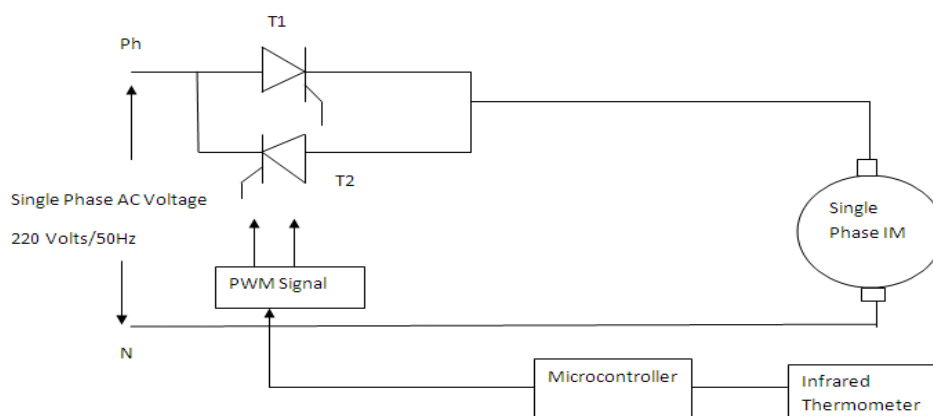 T1
Ph
T2
Single Phase AC Voltage
220 Volts/50Hz
Single
Phase IM
PWM Signal
N
Microcontroller
Infrared
Thermometer